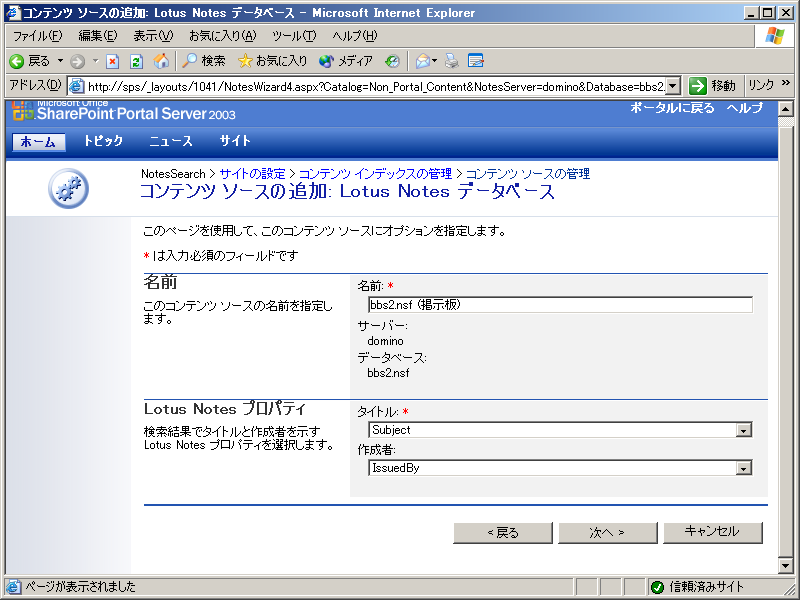 コンテンツ ソースの追加: Lotus Notes データベース - Microsoft Internet Explorer
ファイル(F) 編集(E) 表示(V) お気に入り(A) ツール(T) ヘルプ(H)
戻る 検索 お気に入り メディア
アドレス(D) http://sps/_layouts/1041/NotesWizard4.aspx?Catalog=Non_Portal_Content&NotesServer=domino&Database=bbs2. 移動 リンク »
Microsoft Office
SharePoint Portal Server 2003
ポータルに戻る ヘルプ
ホーム トピック ニュース サイト
NotesSearch > サイトの設定 > コンテンツ インデックスの管理 > コンテンツ ソースの管理
コンテンツ ソースの追加: Lotus Notes データベース
このページを使用して、このコンテンツ ソースにオプションを指定します。
* は入力必須のフィールドです
名前
このコンテンツ ソースの名前を指定し
ます。
名前: *
bbs2.nsf (掲示板)
サーバー:
domino
データベース:
bbs2.nsf
Lotus Notes プロパティ
検索結果でタイトルと作成者を示す
Lotus Notes プロパティを選択します。
タイトル: *
Subject
作成者:
IssuedBy
< 戻る 次へ > キャンセル
ページが表示されました 信頼済みサイト